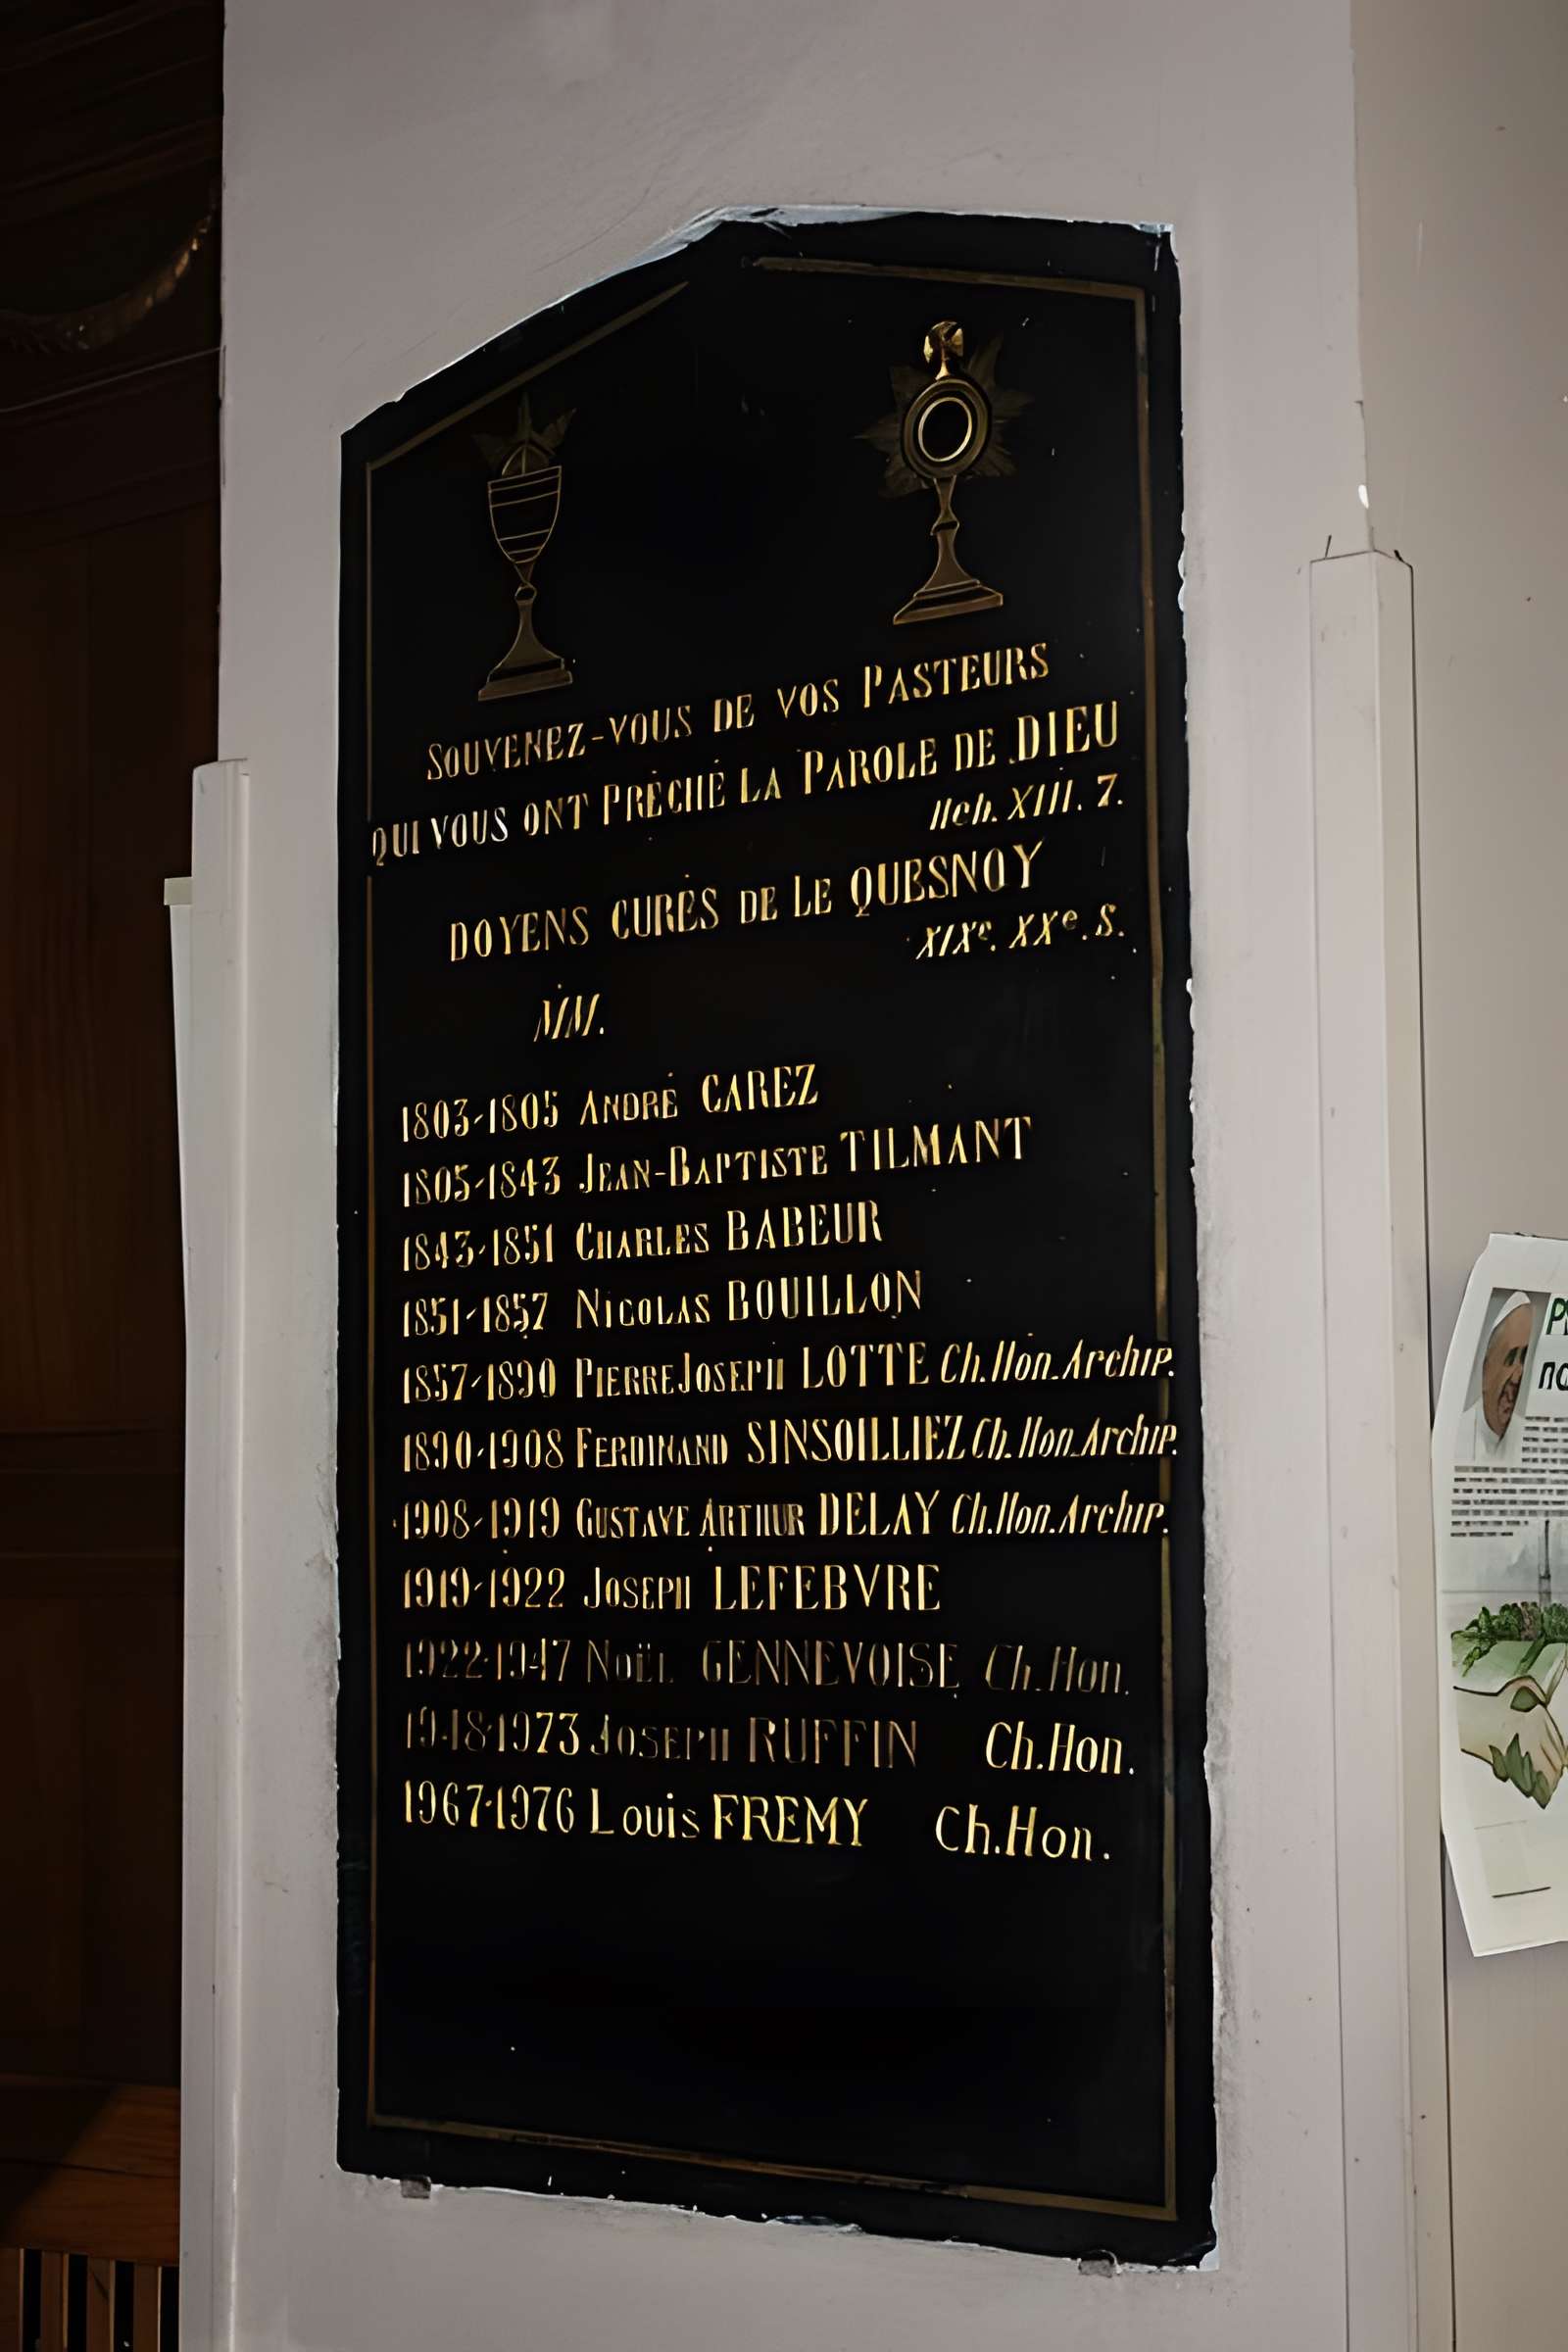 SOUVENEZ-VOUS DE VOS PASTEURS
QUI VOUS ONT PRÊCHÉ LA PAROLE DE DIEU
Heb. XIII. 7.
DOYENS CURÉS DE LE QUESNOY
XIXe. XXe. S.
MM.
1803-1805 ANDRÉ CAREZ
1805-1843 JEAN-BAPTISTE TILMANT
1843-1851 CHARLES BABEUR
1851-1857 NICOLAS BOUILLON
1857-1890 PIERRE JOSEPH LOTTE Ch. Hon. Archip.
1890-1908 FERDINAND SINSOILLIEZ Ch. Hon. Archip.
1908-1919 GUSTAVE ARTHUR DELAY Ch. Hon. Archip.
1919-1922 JOSEPH LEFEBVRE
1922-1947 NOËL GENNEVOISE Ch. Hon.
1948-1973 JOSEPH RUFFIN Ch. Hon.
1967-1976 Louis FREMY Ch. Hon.